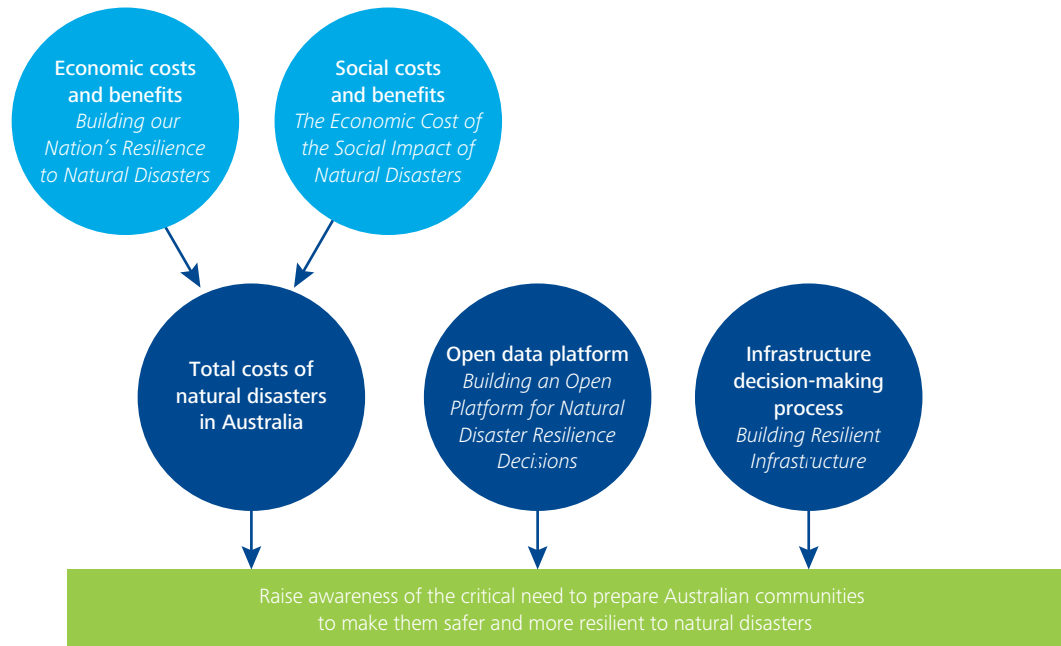 Economic costs
and benefits
Building our
Nation's Resilience
to Natural Disasters
Social costs
and benefits
The Economic Cost of
the Social Impact of
Natural Disasters
Total costs of
natural disasters
in Australia
Open data platform
Building an Open
Platform for Natural
Disaster Resilience
Decisions
Infrastructure
decision-making
process
Building Resilient
Infrastructure
Raise awareness of the critical need to prepare Australian communities
to make them safer and more resilient to natural disasters